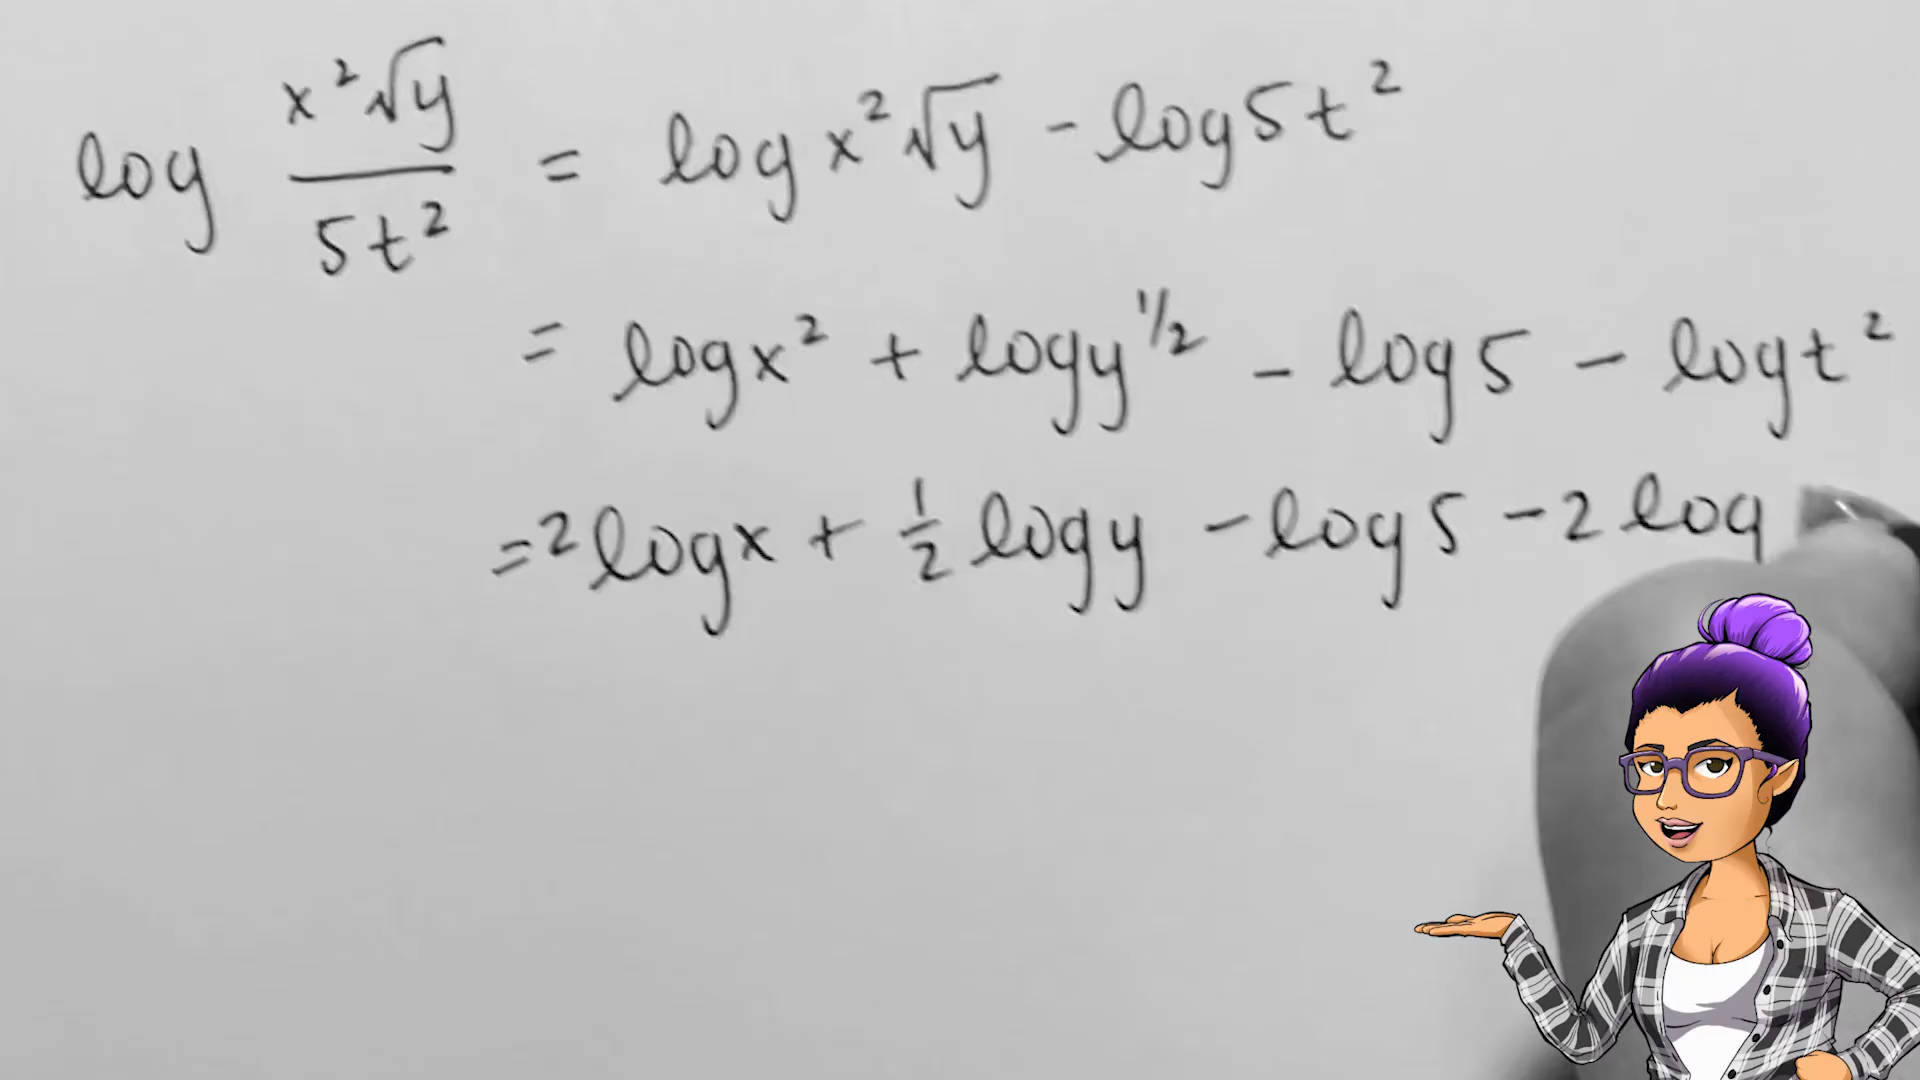 log x²√y / 5t² = log x²√y - log 5t²
= log x² + log y^1/2 - log 5 - log t²
= 2 log x + 1/2 log y - log 5 - 2 log